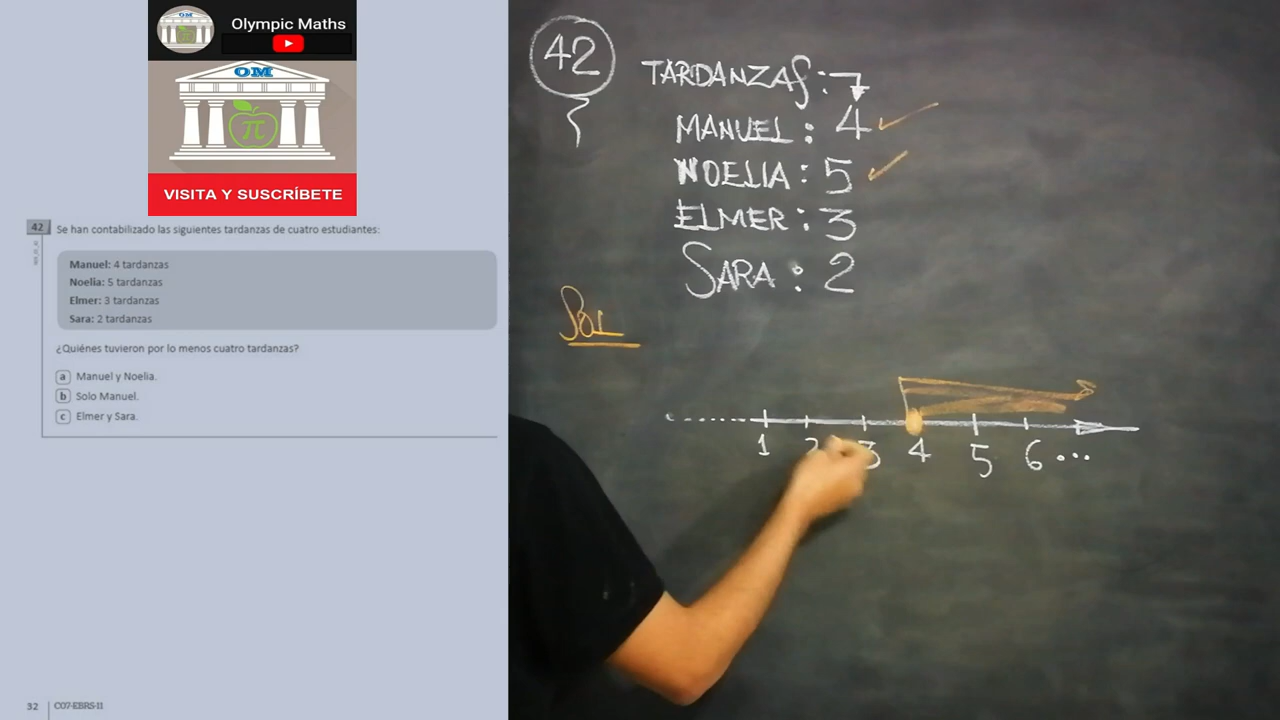 Olympic Maths
OM
π
VISITA Y SUSCRÍBETE
42
Se han contabilizado las siguientes tardanzas de cuatro estudiantes:
Manuel: 4 tardanzas
Noelia: 5 tardanzas
Elmer: 3 tardanzas
Sara: 2 tardanzas
¿Quiénes tuvieron por lo menos cuatro tardanzas?
a Manuel y Noelia.
b Solo Manuel.
c Elmer y Sara.
32 C07-EBRS-11
42
TARDANZAS :
MANUEL : 4
NOELIA : 5
ELMER : 3
SARA : 2
Sol
1 2 3 4 5 6 ...